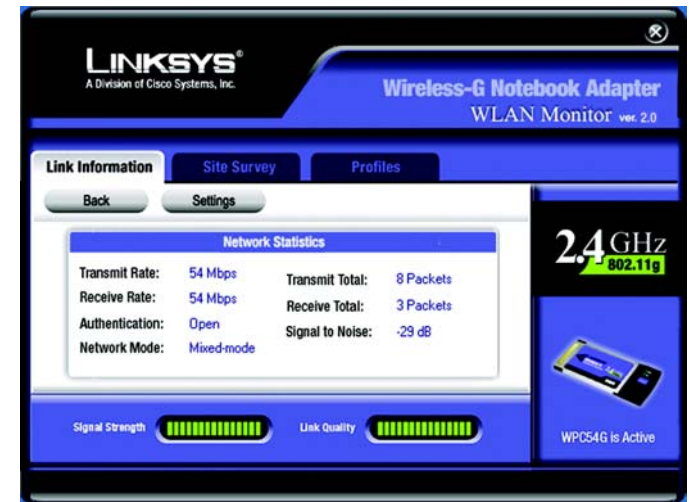 LINKSYS®
A Division of Cisco Systems, Inc.
Wireless-G Notebook Adapter
WLAN Monitor ver. 2.0
Link Information Site Survey Profiles
Back Settings
Network Statistics
Transmit Rate: 54 Mbps
Receive Rate: 54 Mbps
Authentication: Open
Network Mode: Mixed-mode
Transmit Total: 8 Packets
Receive Total: 3 Packets
Signal to Noise: -29 dB
2.4 GHz
802.11g
Signal Strength Link Quality
WPC54G is Active